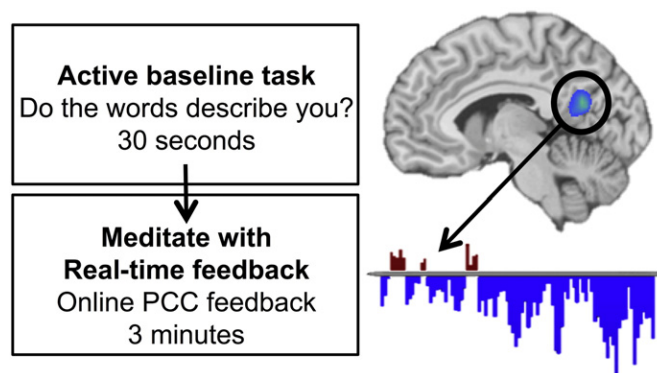 Active baseline task
Do the words describe you?
30 seconds
Meditate with
Real-time feedback
Online PCC feedback
3 minutes